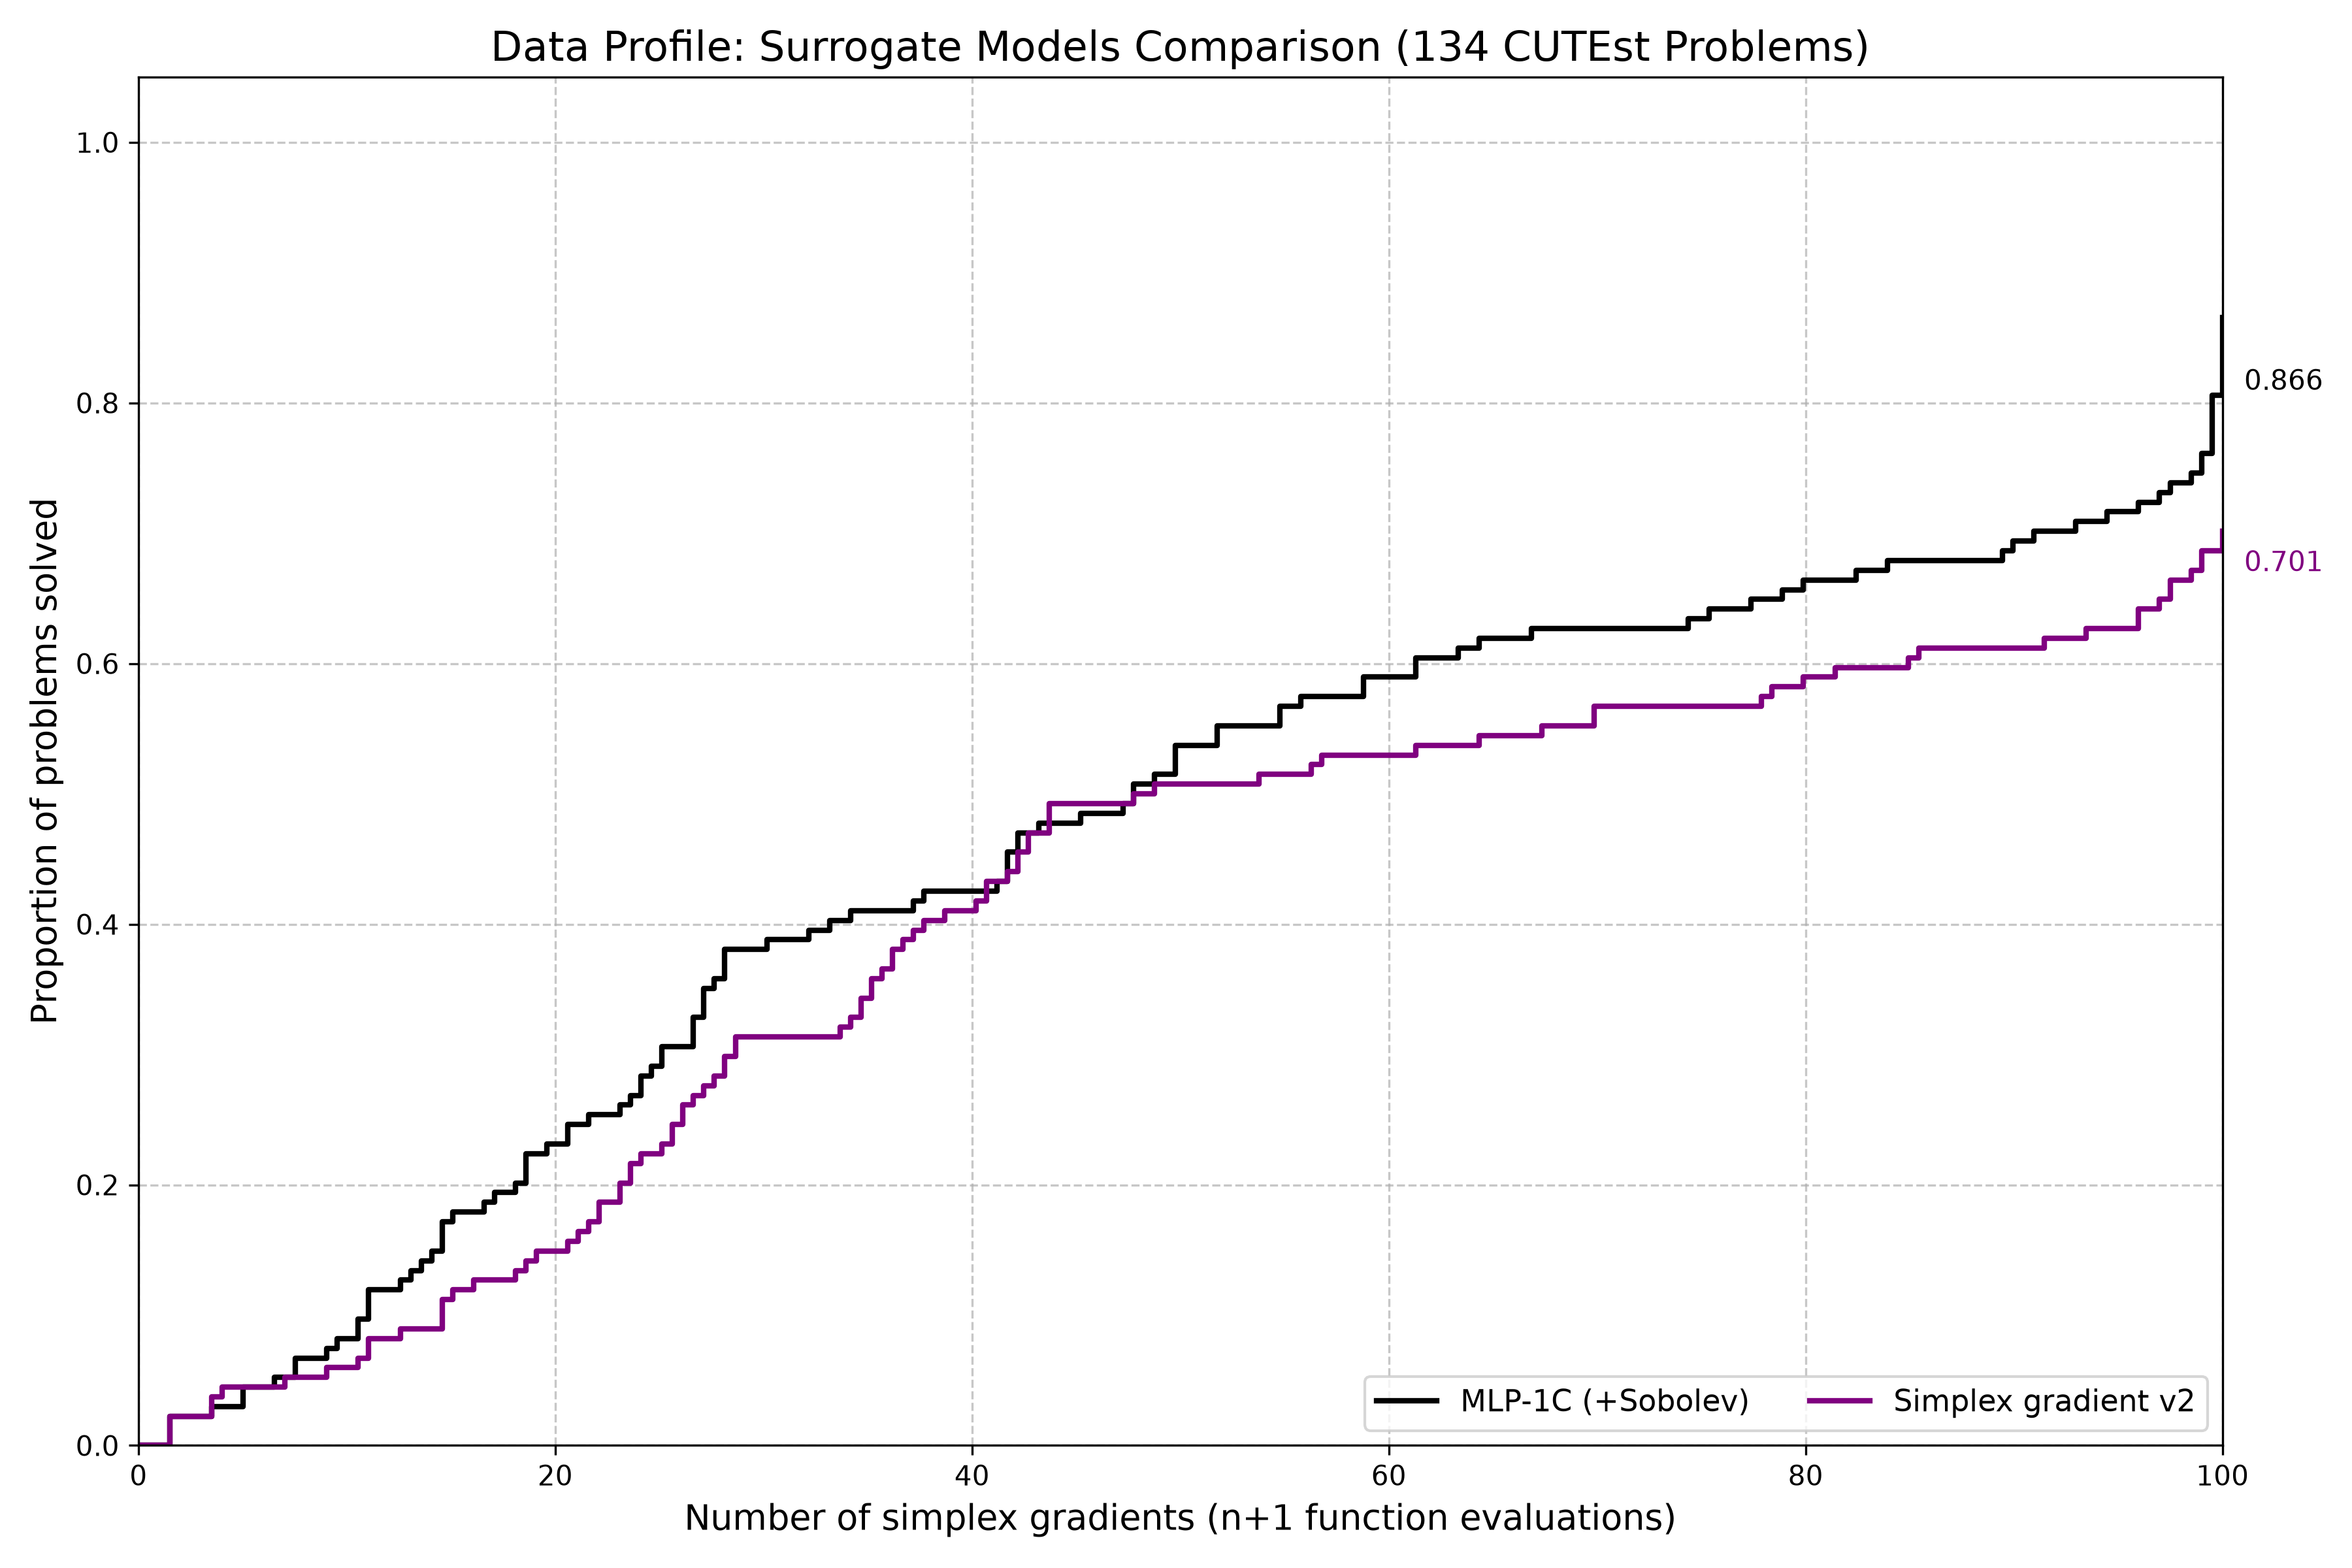 Data Profile: Surrogate Models Comparison (134 CUTEst Problems)
Proportion of problems solved
1.0
0.8
0.6
0.4
0.2
0.0
0.866
0.701
MLP-1C (+Sobolev)
Simplex gradient v2
0 20 40 60 80 100
Number of simplex gradients (n+1 function evaluations)